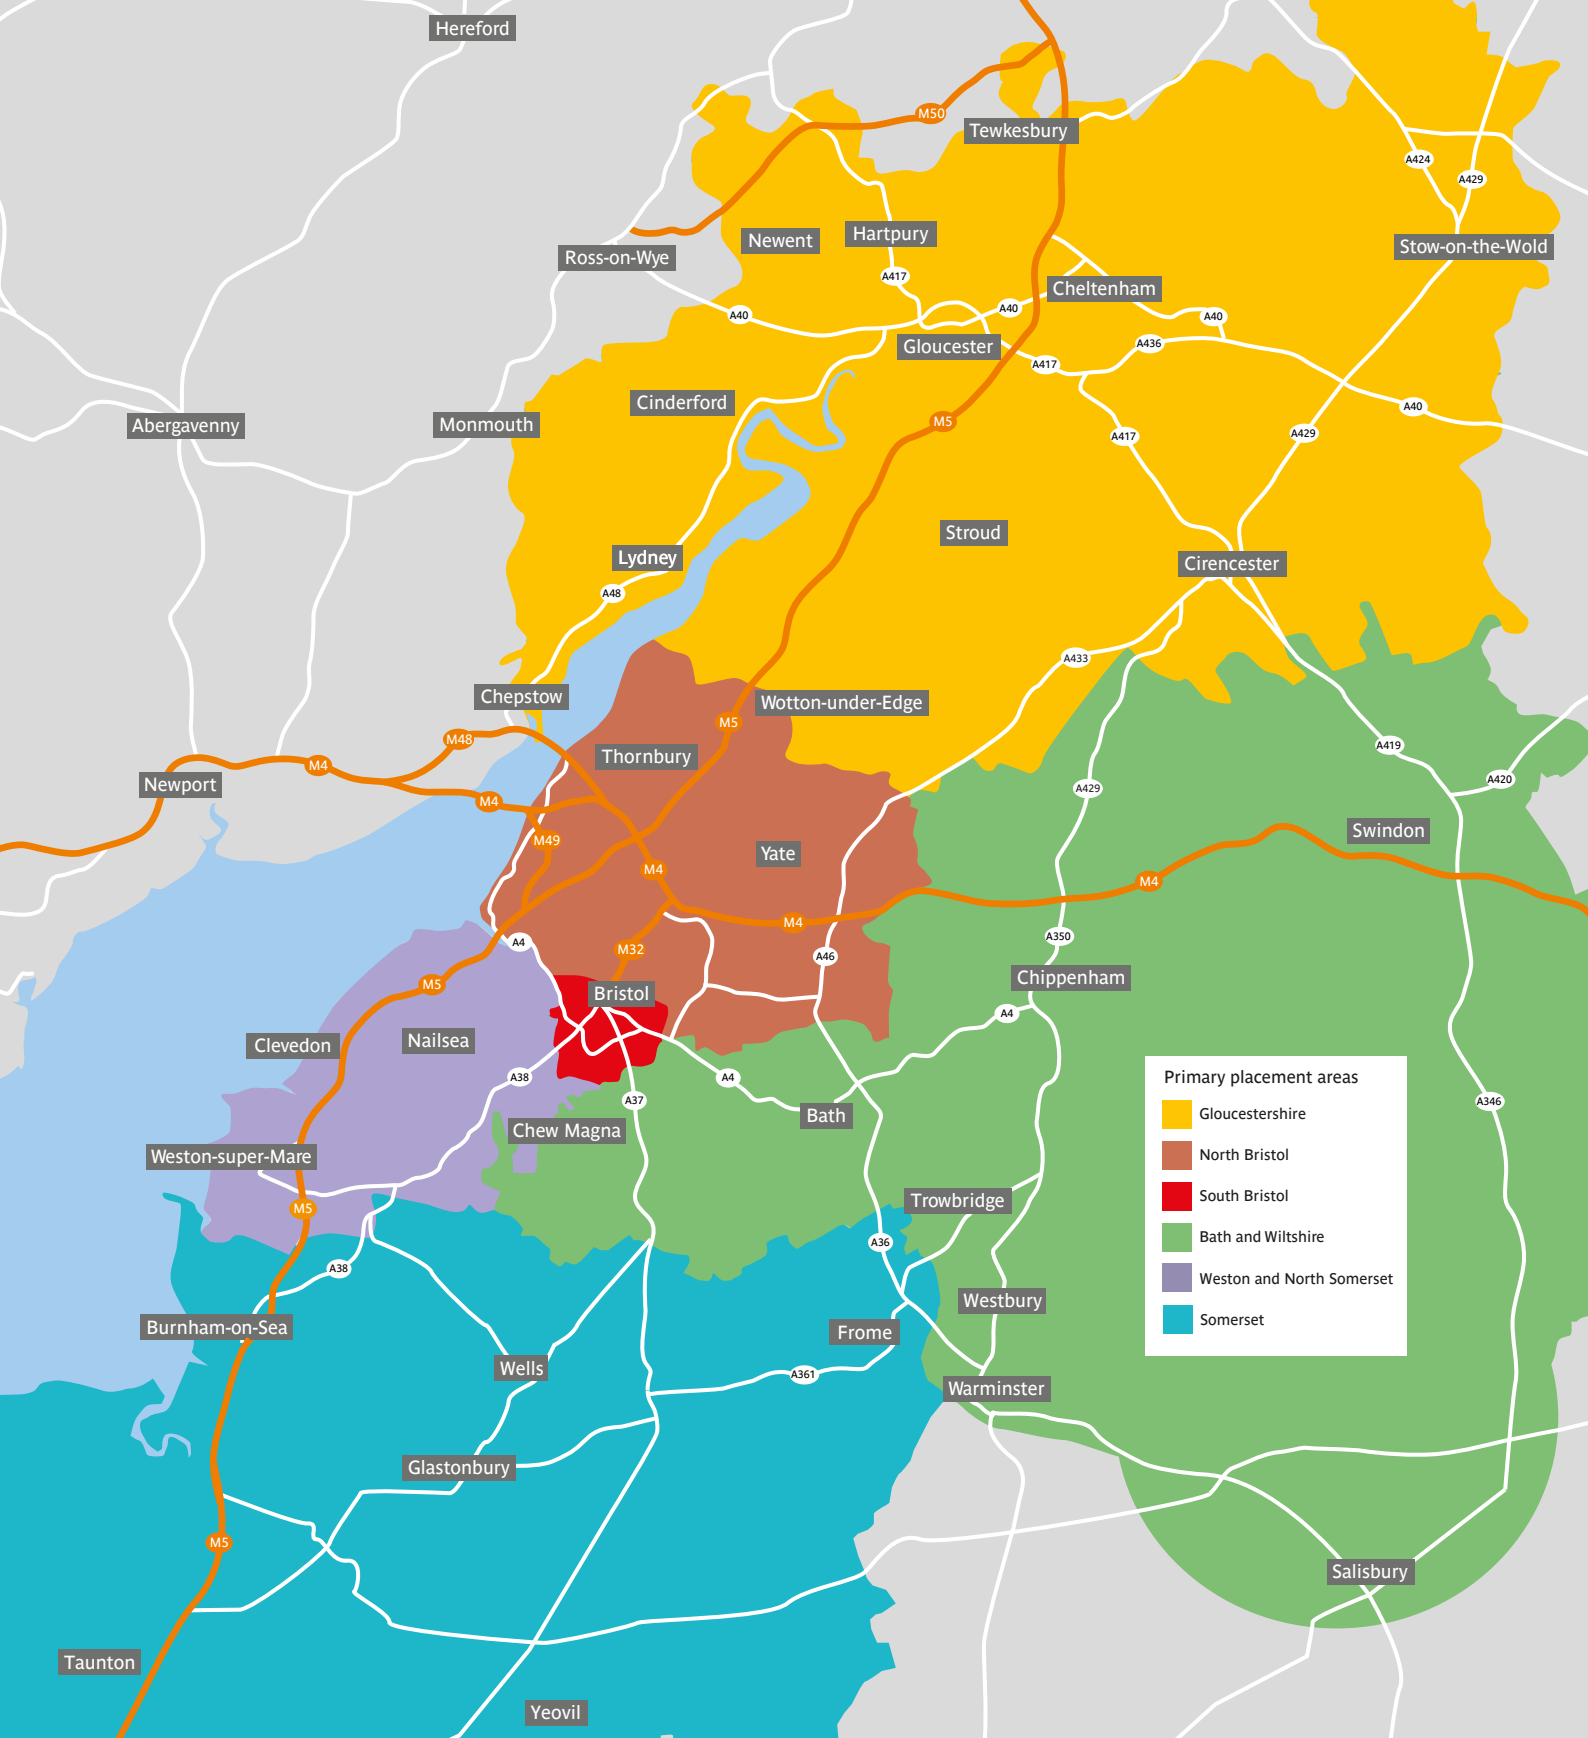 Hereford
M50
Tewkesbury
A424
A429
Newent
Hartpury
Stow-on-the-Wold
Ross-on-Wye
A417
Cheltenham
A40
A40
A40
Gloucester
A436
A417
Cinderford
A40
Abergavenny
Monmouth
M5
A417
A429
Stroud
Lydney
Cirencester
A48
A433
Chepstow
Wotton-under-Edge
M5
M48
A419
Thornbury
M4
A420
Newport
A429
M4
Swindon
M49
Yate
M4
M4
M4
A350
A4
M32
A46
Chippenham
M5
Bristol
A4
Clevedon
Nailsea
Primary placement areas
A38
A4
A37
A346
Gloucestershire
Bath
Chew Magna
North Bristol
Weston-super-Mare
South Bristol
Trowbridge
M5
Bath and Wiltshire
A36
A38
Weston and North Somerset
Westbury
Somerset
Burnham-on-Sea
Frome
Wells
A361
Warminster
Glastonbury
M5
Salisbury
Taunton
Yeovil